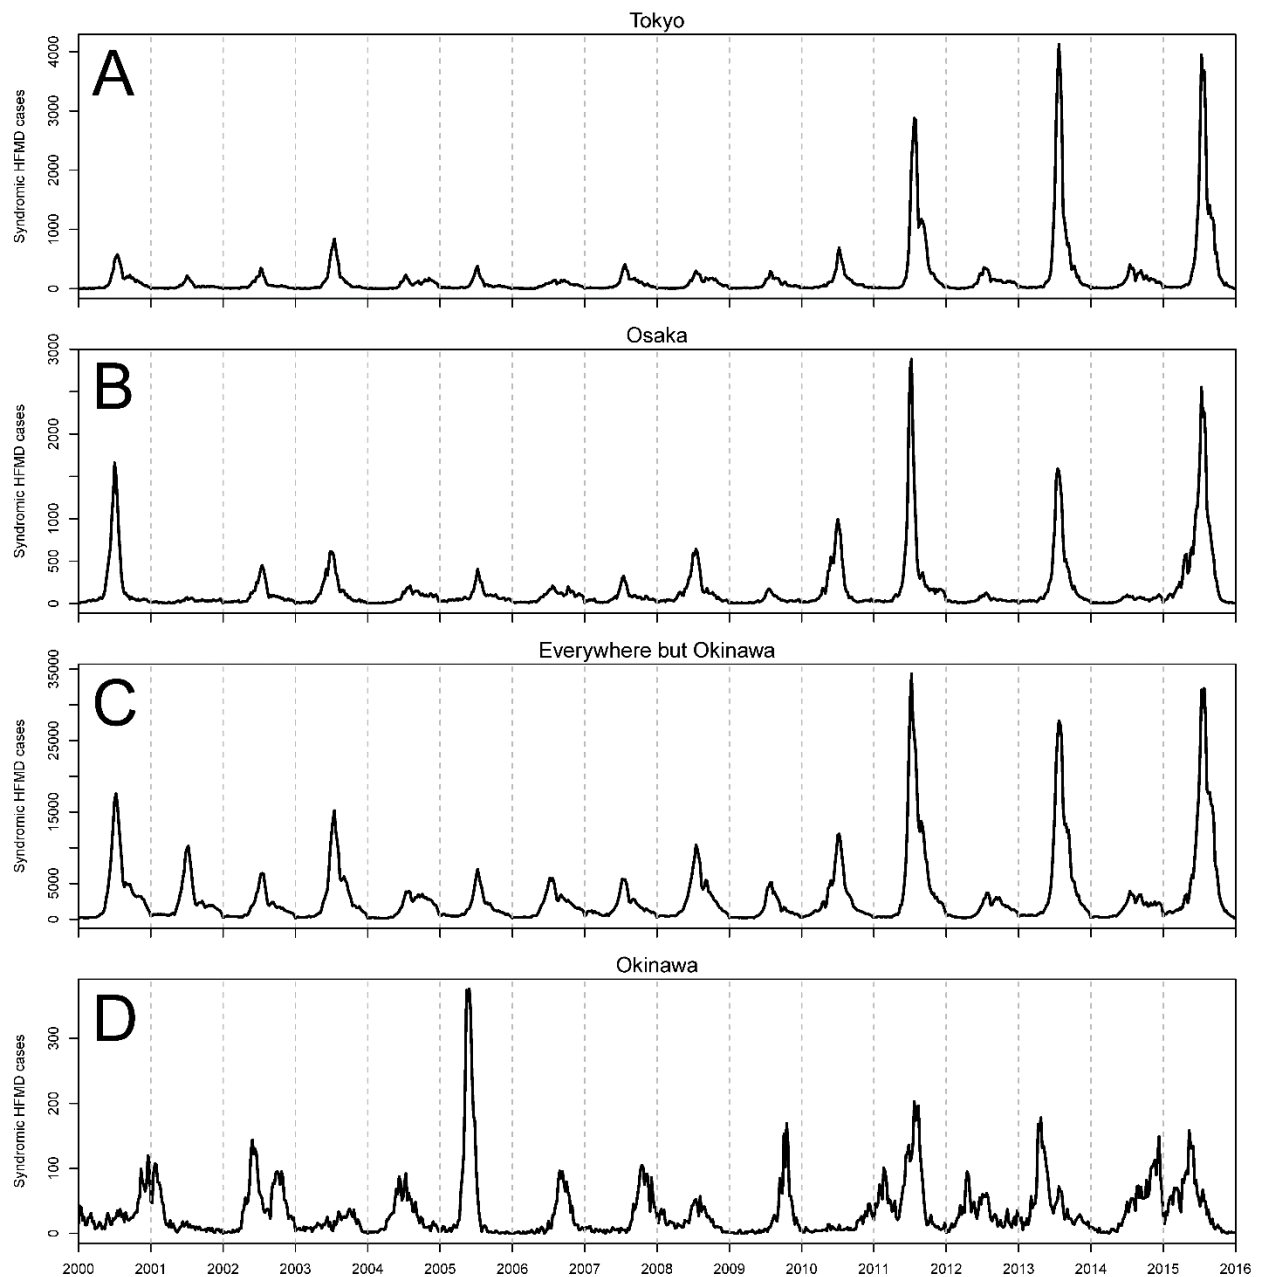 Tokyo
A
Syndromic HFMD cases
4000
3000
2000
1000
0
Osaka
B
Syndromic HFMD cases
3000
2000
1000
500
0
Everywhere but Okinawa
C
Syndromic HFMD cases
35000
25000
15000
5000
0
Okinawa
D
Syndromic HFMD cases
300
200
100
0
2000 2001 2002 2003 2004 2005 2006 2007 2008 2009 2010 2011 2012 2013 2014 2015 2016